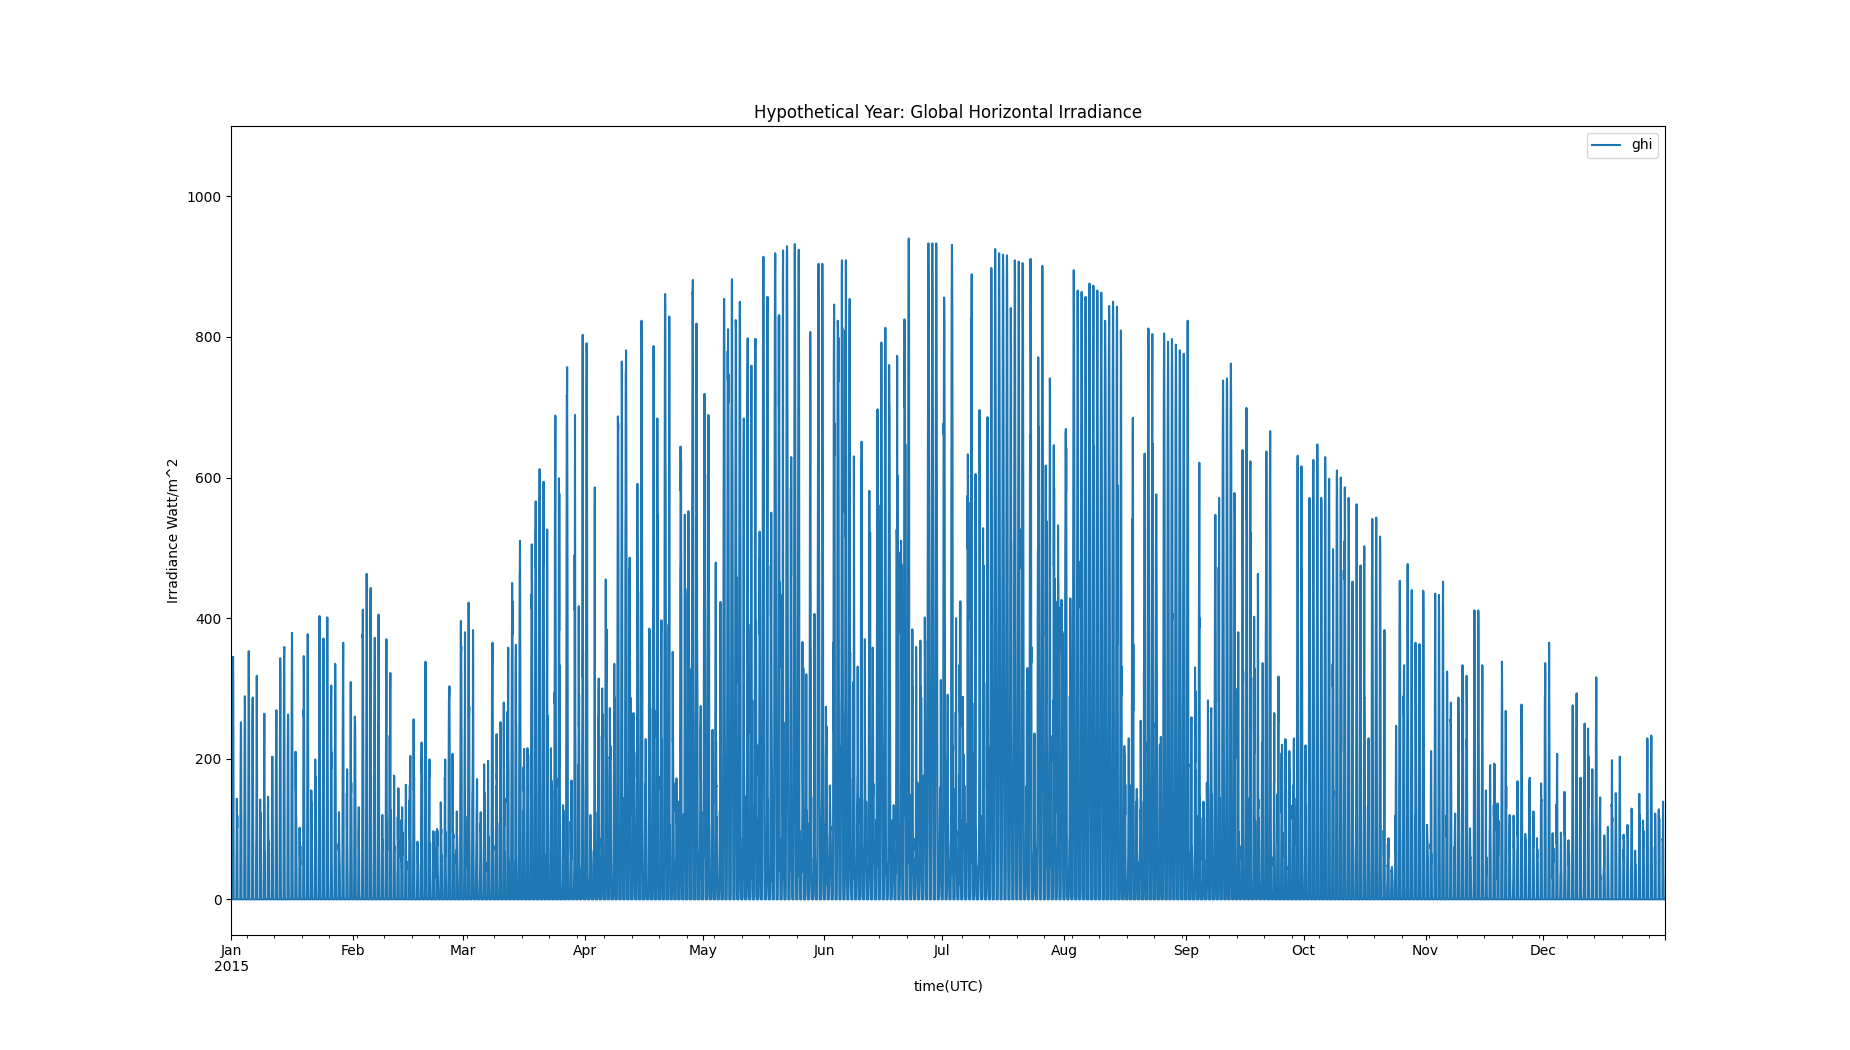 Hypothetical Year: Global Horizontal Irradiance
ghi
1000
800
600
400
200
0
Irradiance Watt/m^2
Jan Feb Mar Apr May Jun Jul Aug Sep Oct Nov Dec
2015
time(UTC)